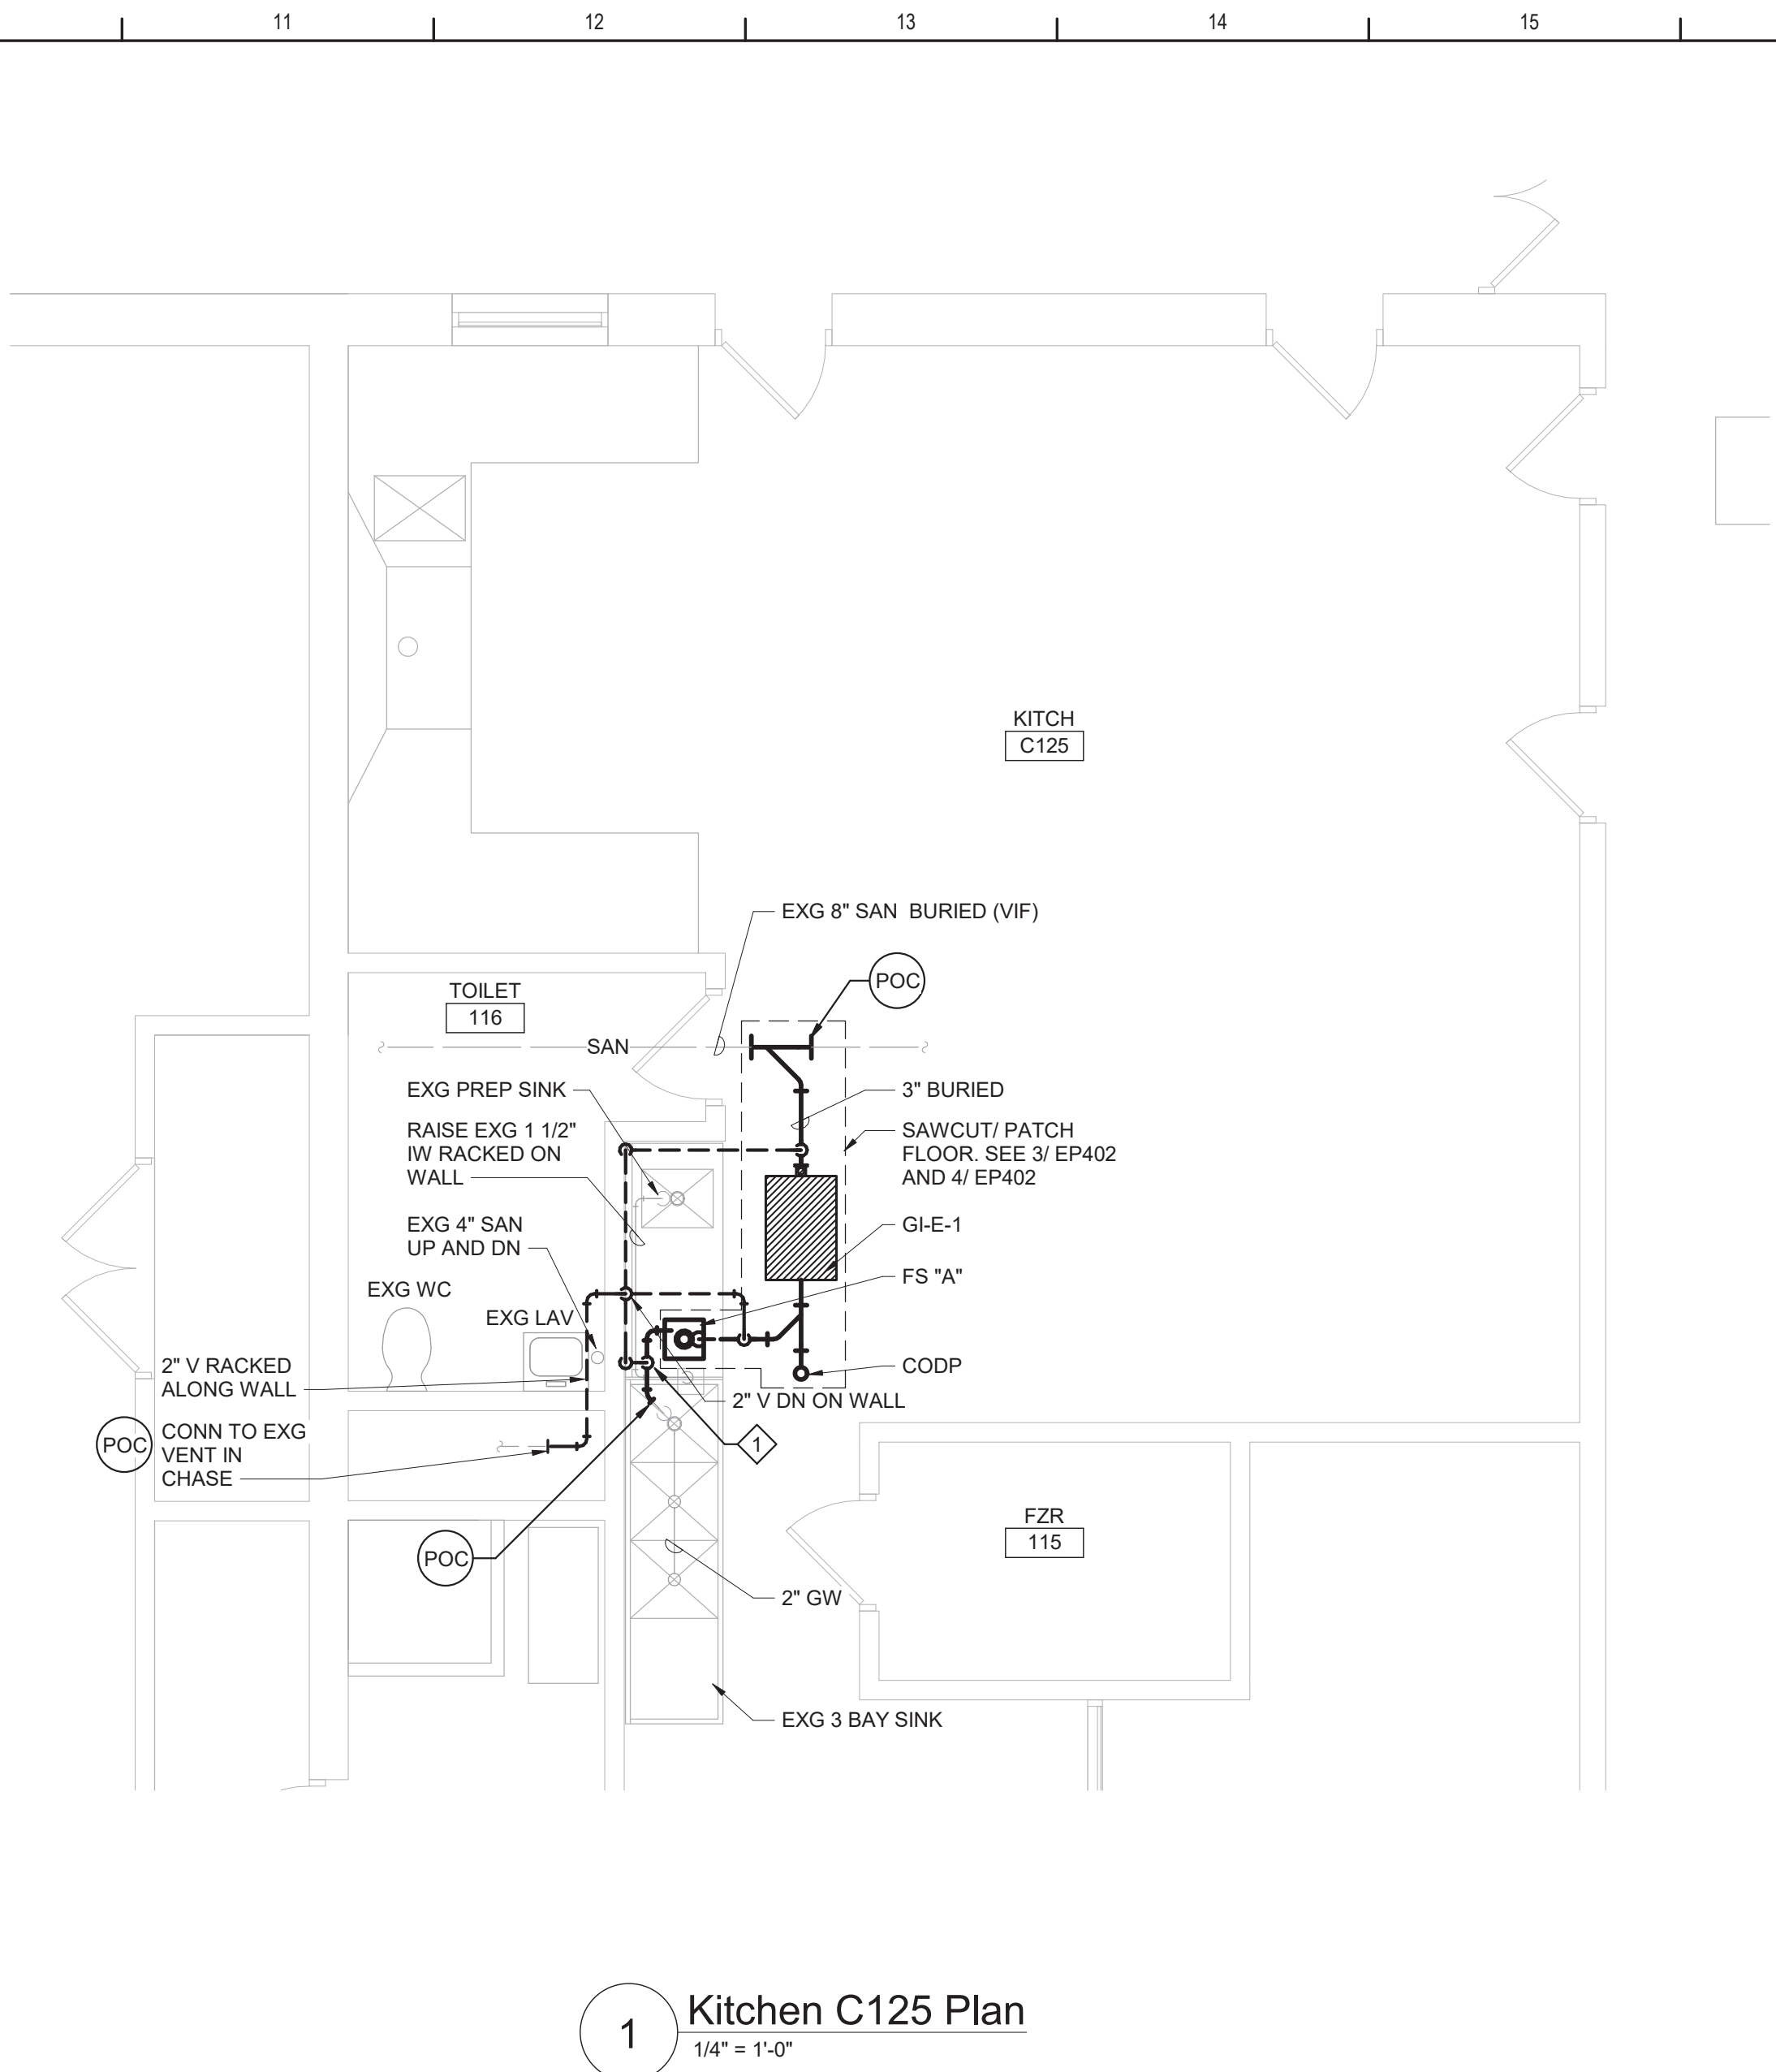 11
12
13
14
15
KITCH
C125
EXG 8" SAN BURIED (VIF)
POC
TOILET
116
SAN
EXG PREP SINK
3" BURIED
RAISE EXG 1 1/2"
IW RACKED ON
WALL
SAWCUT/ PATCH
FLOOR. SEE 3/ EP402
AND 4/ EP402
EXG 4" SAN
UP AND DN
GI-E-1
FS "A"
EXG WC
EXG LAV
2" V RACKED
ALONG WALL
CODP
2" V DN ON WALL
POC
CONN TO EXG
VENT IN
CHASE
1
FZR
115
POC
2" GW
EXG 3 BAY SINK
1
Kitchen C125 Plan
1/4" = 1'-0"